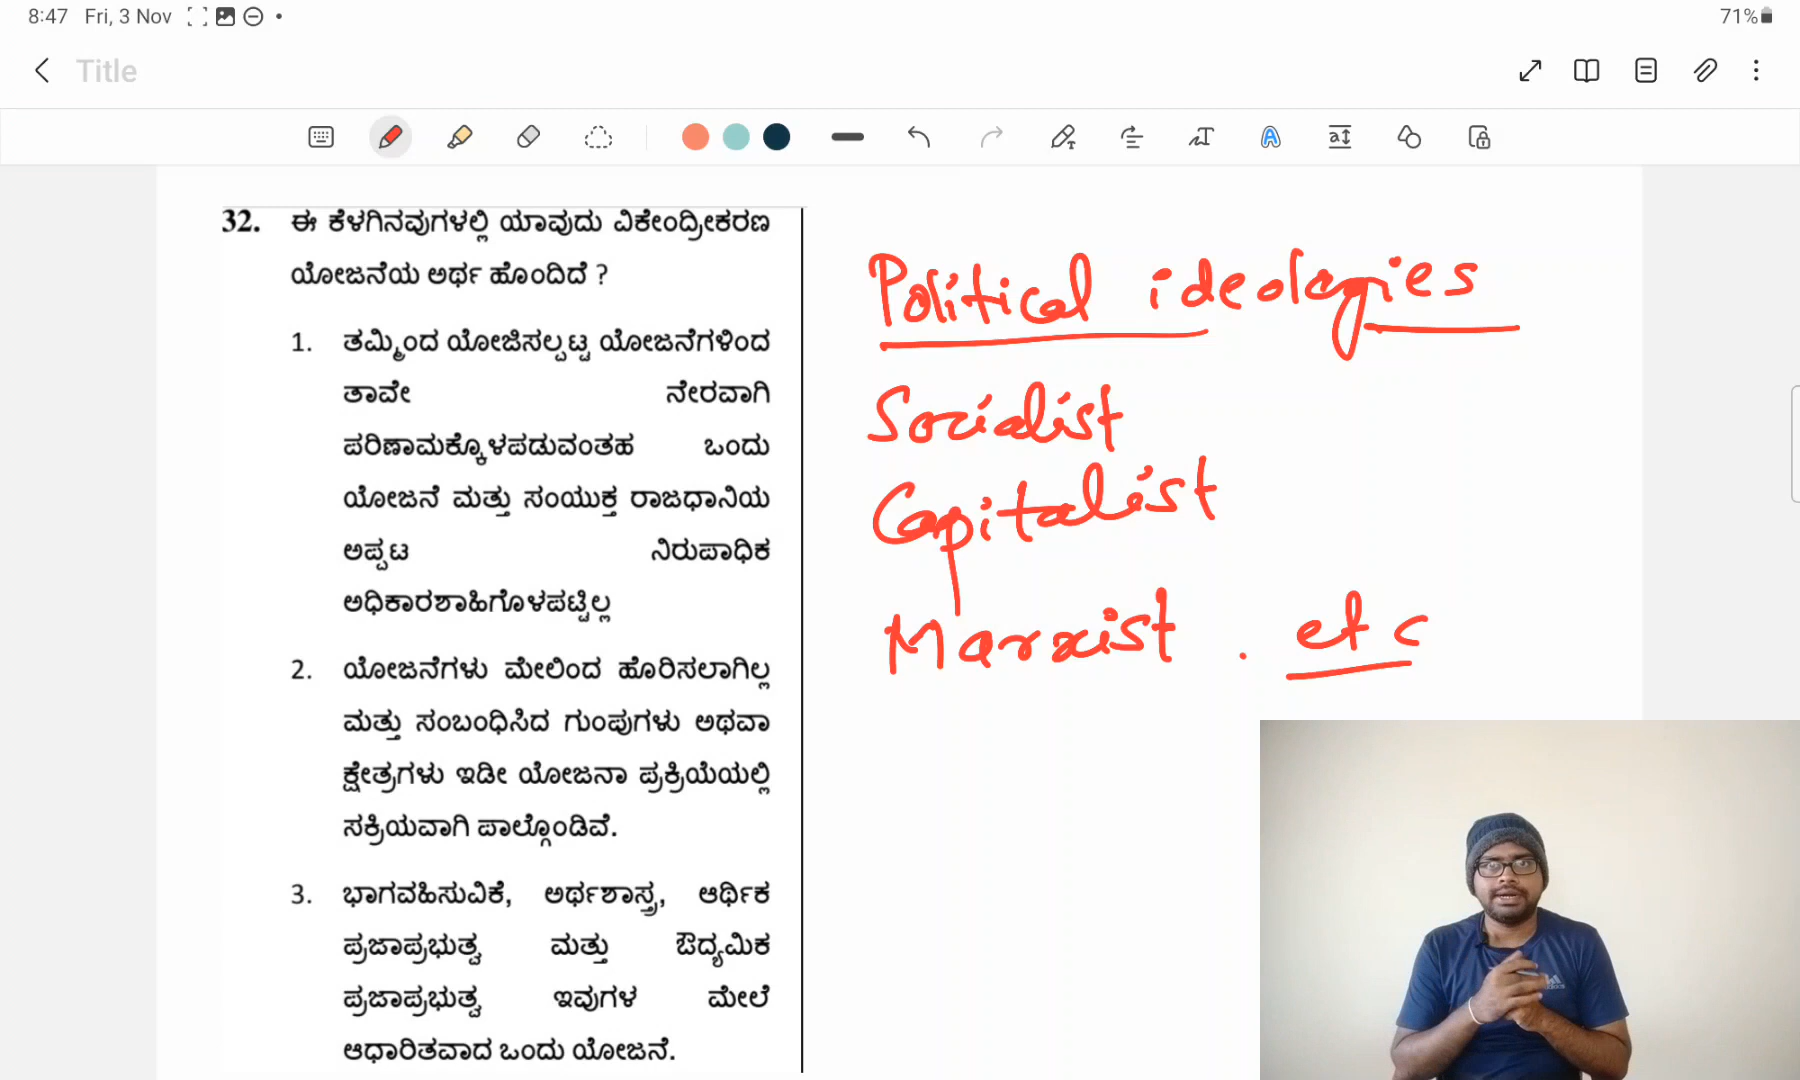 8:47 Fri, 3 Nov
71%
Title
32. ಈ ಕೆಳಗಿನವುಗಳಲ್ಲಿ ಯಾವುದು ವಿಕೇಂದ್ರೀಕರಣ
ಯೋಜನೆಯ ಅರ್ಥ ಹೊಂದಿದೆ ?
1. ತಮ್ಮಿಂದ ಯೋಜಿಸಲ್ಪಟ್ಟ ಯೋಜನೆಗಳಿಂದ
ತಾವೇ ನೇರವಾಗಿ
ಪರಿಣಾಮಕ್ಕೊಳಪಡುವಂತಹ ಒಂದು
ಯೋಜನೆ ಮತ್ತು ಸಂಯುಕ್ತ ರಾಜಧಾನಿಯ
ಅಪ್ಪಟ ನಿರುಪಾಧಿಕ
ಅಧಿಕಾರಶಾಹಿಗೊಳಪಟ್ಟಿಲ್ಲ
2. ಯೋಜನೆಗಳು ಮೇಲಿಂದ ಹೊರಿಸಲಾಗಿಲ್ಲ
ಮತ್ತು ಸಂಬಂಧಿಸಿದ ಗುಂಪುಗಳು ಅಥವಾ
ಕ್ಷೇತ್ರಗಳು ಇಡೀ ಯೋಜನಾ ಪ್ರಕ್ರಿಯೆಯಲ್ಲಿ
ಸಕ್ರಿಯವಾಗಿ ಪಾಲ್ಗೊಂಡಿವೆ.
3. ಭಾಗವಹಿಸುವಿಕೆ, ಅರ್ಥಶಾಸ್ತ್ರ, ಆರ್ಥಿಕ
ಪ್ರಜಾಪ್ರಭುತ್ವ ಮತ್ತು ಔದ್ಯಮಿಕ
ಪ್ರಜಾಪ್ರಭುತ್ವ ಇವುಗಳ ಮೇಲೆ
ಆಧಾರಿತವಾದ ಒಂದು ಯೋಜನೆ.
Political ideologies
Socialist
Capitalist
Marxist . etc